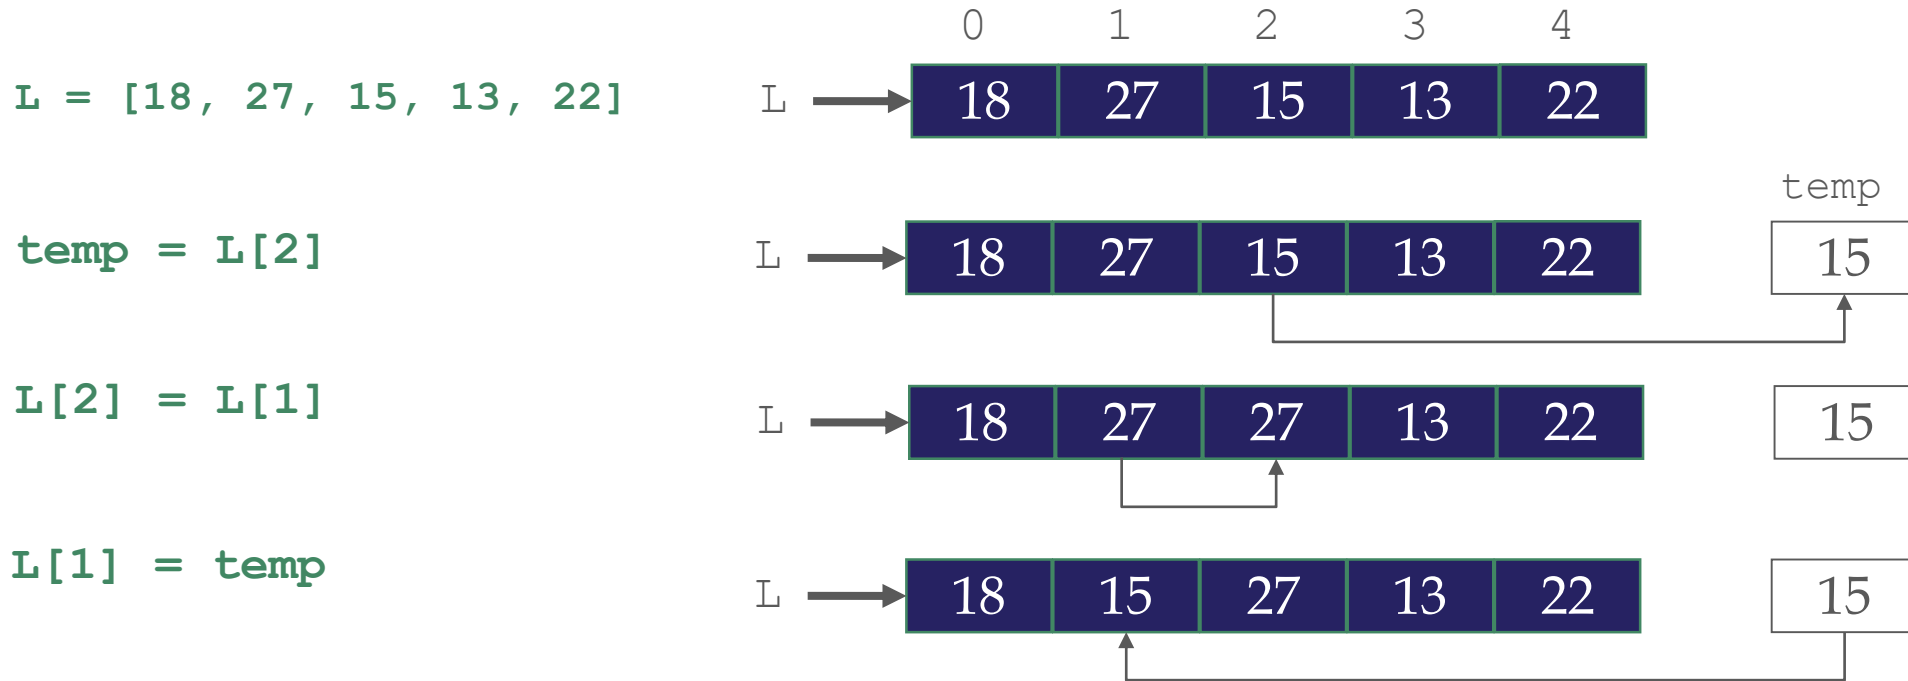 0 1 2 3 4
L = [18, 27, 15, 13, 22] L 18 27 15 13 22
temp
temp = L[2] L 18 27 15 13 22 15
L[2] = L[1] L 18 27 27 13 22 15
L[1] = temp L 18 15 27 13 22 15